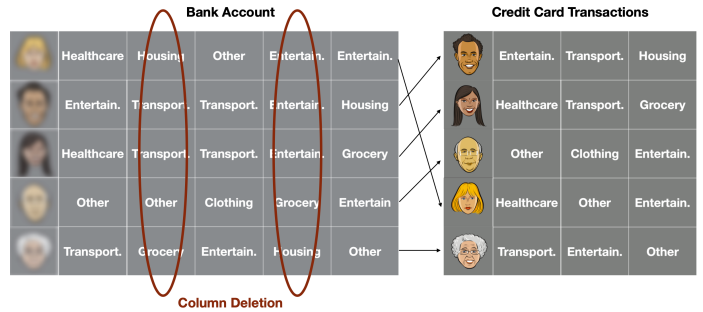 Bank Account
Credit Card Transactions
Healthcare Housing Other Entertain. Entertain.
Entertain. Transport. Housing
Entertain. Transport. Transport. Entertain. Housing
Healthcare Transport. Grocery
Healthcare Transport. Transport. Entertain. Grocery
Other Clothing Entertain.
Other Other Clothing Grocery Entertain
Healthcare Other Entertain.
Transport. Grocery Entertain. Housing Other
Transport. Entertain. Other
Column Deletion